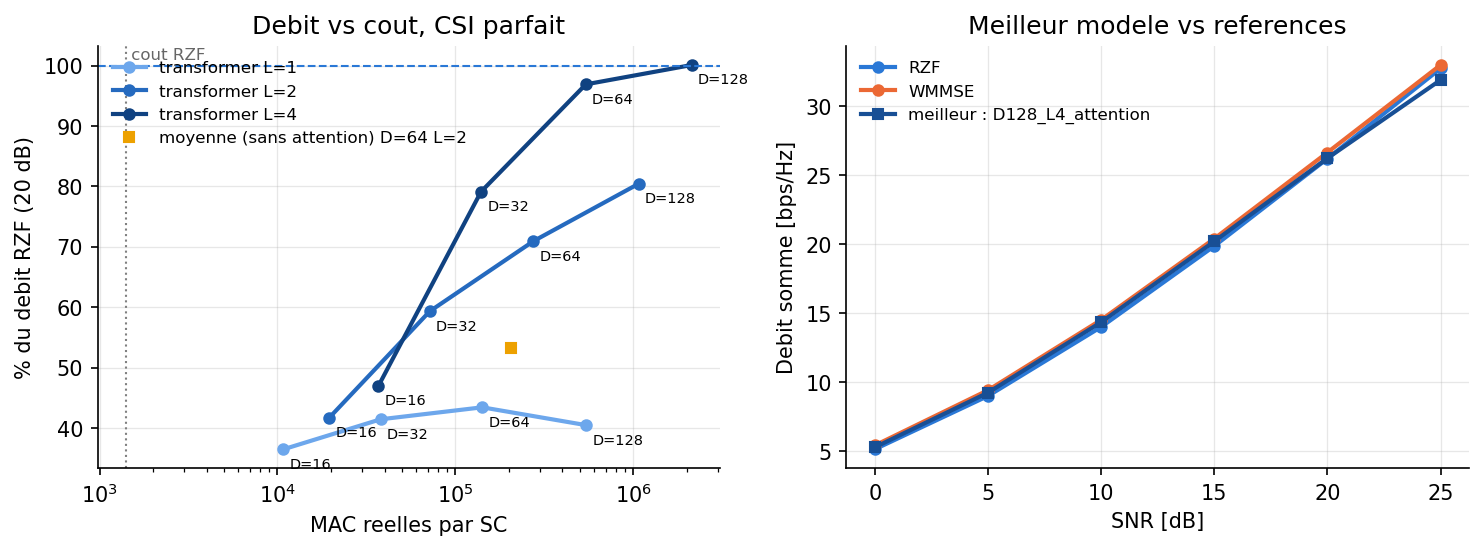 Debit vs cout, CSI parfait
% du debit RZF (20 dB)
100
90
80
70
60
50
40
cout RZF
transformer L=1
transformer L=2
transformer L=4
moyenne (sans attention) D=64 L=2
D=128
D=64
D=32
D=16
D=128
D=64
D=32
D=16
D=128
D=64
D=32
D=16
10³
10⁴
10⁵
10⁶
MAC reelles par SC
Meilleur modele vs references
Debit somme [bps/Hz]
30
25
20
15
10
5
RZF
WMMSE
meilleur : D128_L4_attention
0
5
10
15
20
25
SNR [dB]